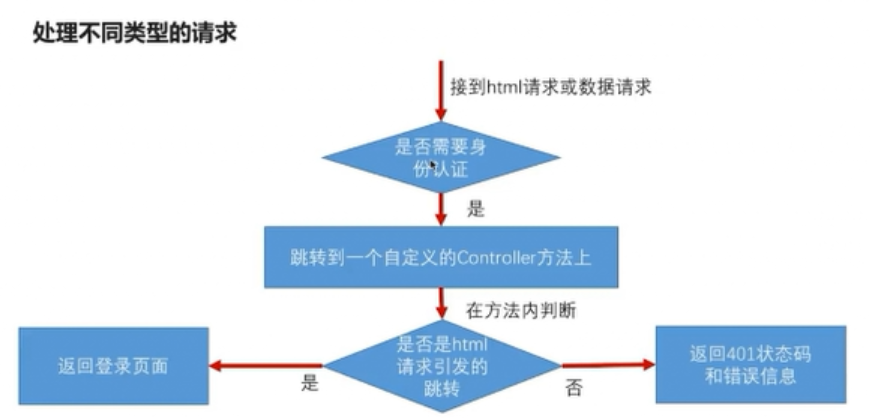 处理不同类型的请求
接到html请求或数据请求
是否需要身
份认证
是
跳转到一个自定义的Controller方法上
在方法内判断
是否是html
请求引发的
跳转
返回登录页面
是
否
返回401状态码
和错误信息